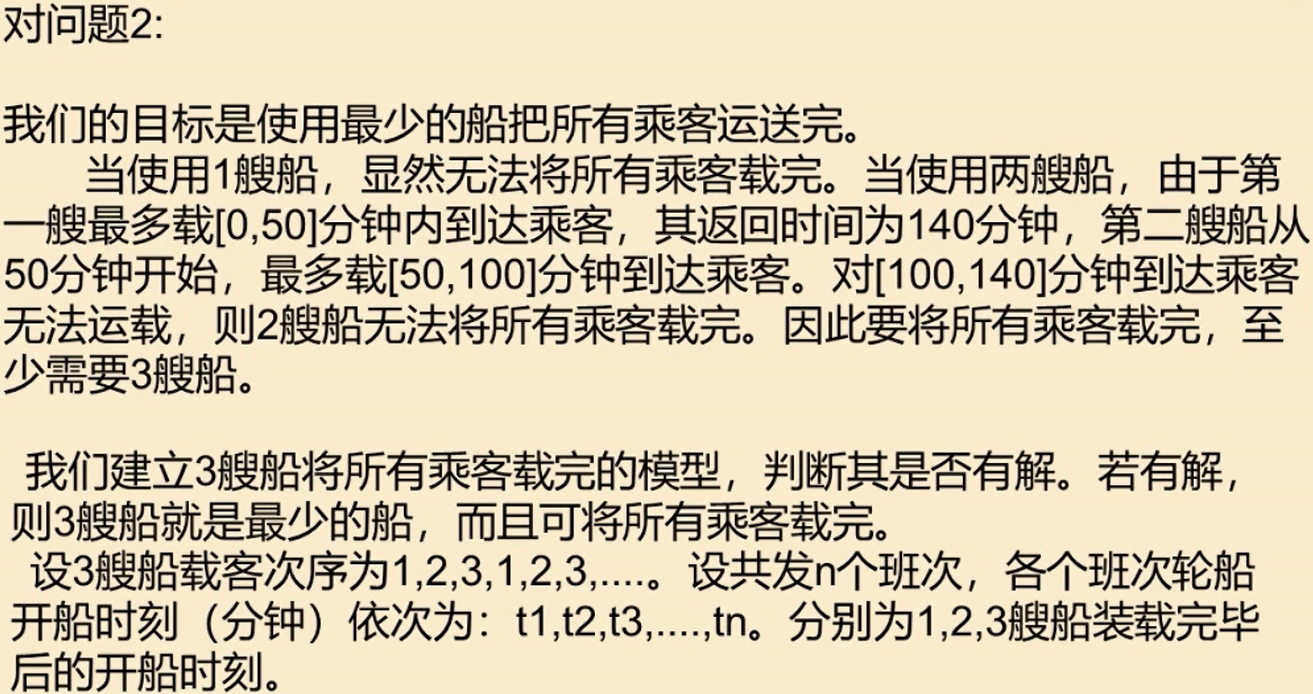 对问题2:
我们的目标是使用最少的船把所有乘客运送完。
当使用1艘船，显然无法将所有乘客载完。当使用两艘船，由于第
一艘最多载[0,50]分钟内到达乘客，其返回时间为140分钟，第二艘船从
50分钟开始，最多载[50,100]分钟到达乘客。对[100,140]分钟到达乘客
无法运载，则2艘船无法将所有乘客载完。因此要将所有乘客载完，至
少需要3艘船。
我们建立3艘船将所有乘客载完的模型，判断其是否有解。若有解，
则3艘船就是最少的船，而且可将所有乘客载完。
设3艘船载客次序为1,2,3,1,2,3,....。设共发n个班次，各个班次轮船
开船时刻（分钟）依次为：t1,t2,t3,....,tn。分别为1,2,3艘船装载完毕
后的开船时刻。